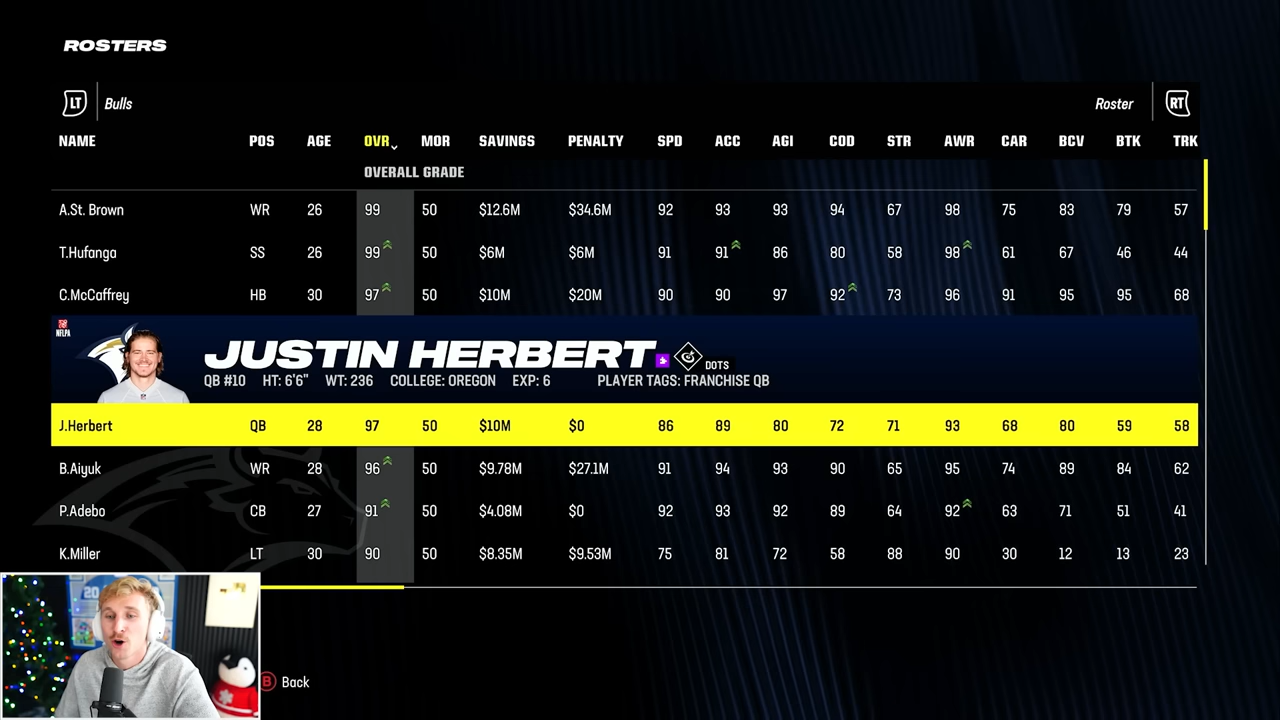 ROSTERS
LT Bulls Roster RT
NAME POS AGE OVR MOR SAVINGS PENALTY SPD ACC AGI COD STR AWR CAR BCV BTK TRK
OVERALL GRADE
A.St. Brown WR 26 99 50 $12.6M $34.6M 92 93 93 94 67 98 75 83 79 57
T.Hufanga SS 26 99 50 $6M $6M 91 91 86 80 58 98 61 67 46 44
C.McCaffrey HB 30 97 50 $10M $20M 90 90 97 92 73 96 91 95 95 68
NFLPA
JUSTIN HERBERT DOTS
QB #10 HT: 6'6" WT: 236 COLLEGE: OREGON EXP: 6 PLAYER TAGS: FRANCHISE QB
J.Herbert QB 28 97 50 $10M $0 86 89 80 72 71 93 68 80 59 58
B.Aiyuk WR 28 96 50 $9.78M $27.1M 91 94 93 90 65 95 74 89 84 62
P.Adebo CB 27 91 50 $4.08M $0 92 93 92 89 64 92 63 71 51 41
K.Miller LT 30 90 50 $8.35M $9.53M 75 81 72 58 88 90 30 12 13 23
B Back